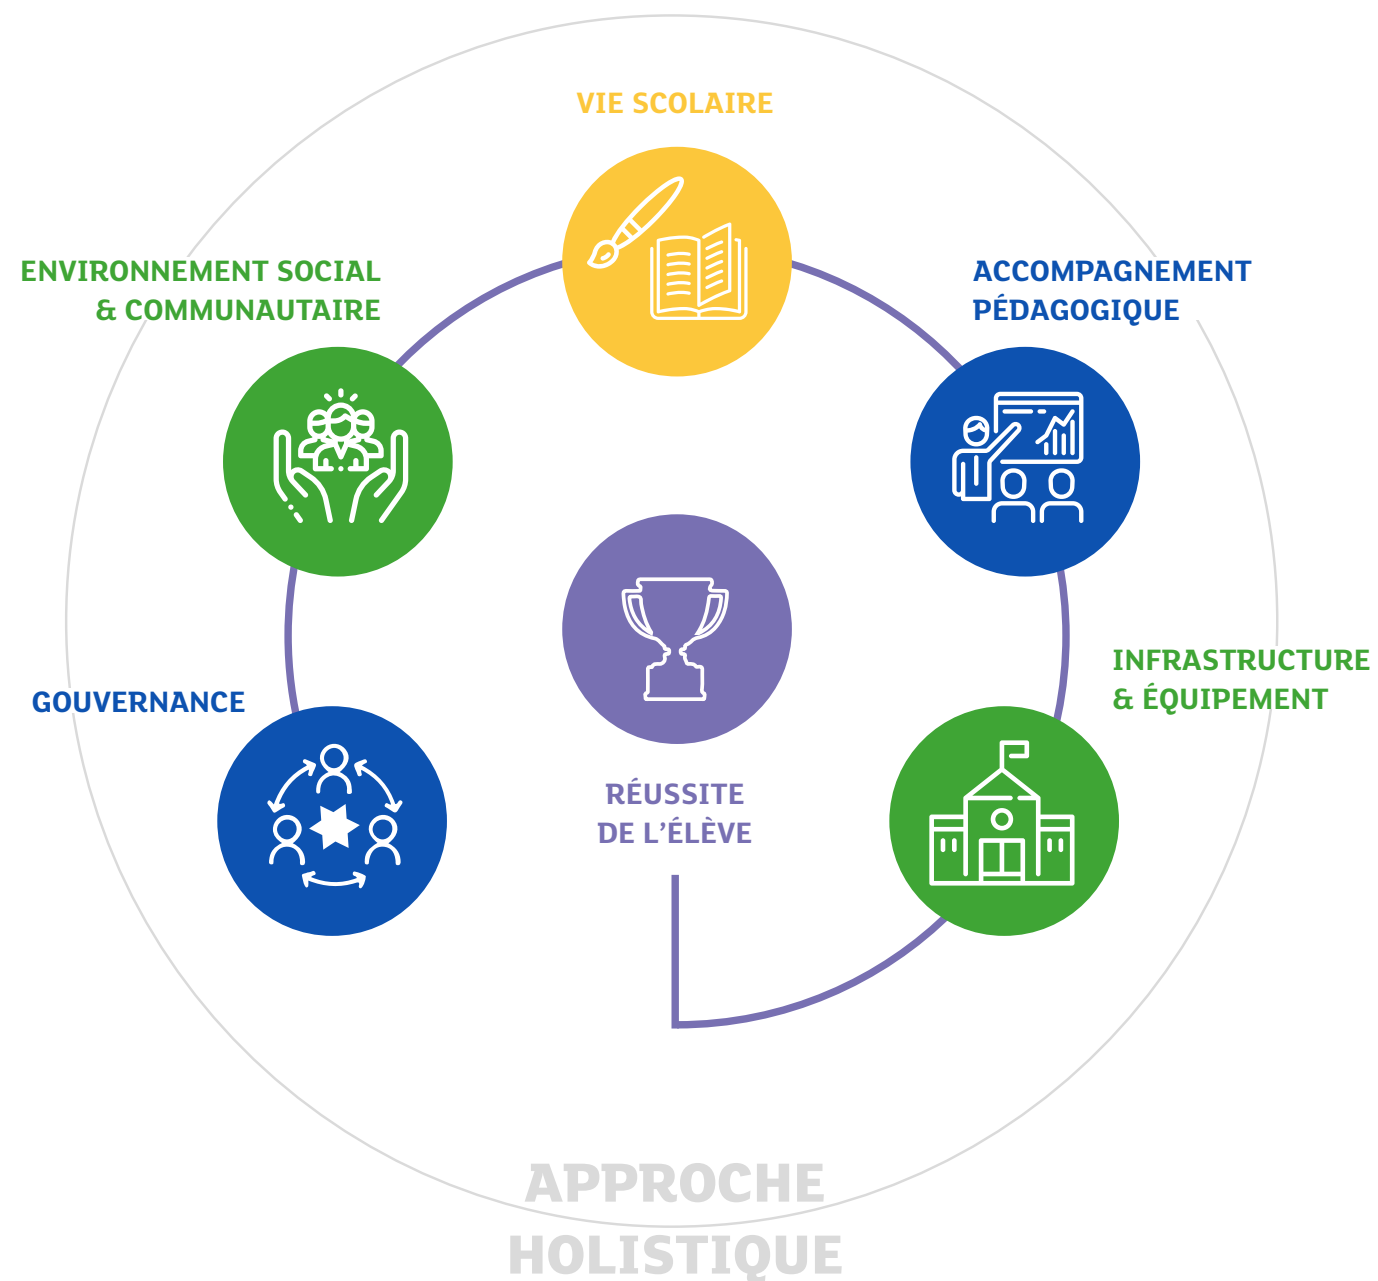 VIE SCOLAIRE
ENVIRONNEMENT SOCIAL
& COMMUNAUTAIRE
ACCOMPAGNEMENT
PÉDAGOGIQUE
INFRASTRUCTURE
& ÉQUIPEMENT
GOUVERNANCE
RÉUSSITE
DE L’ÉLÈVE
APPROCHE
HOLISTIQUE